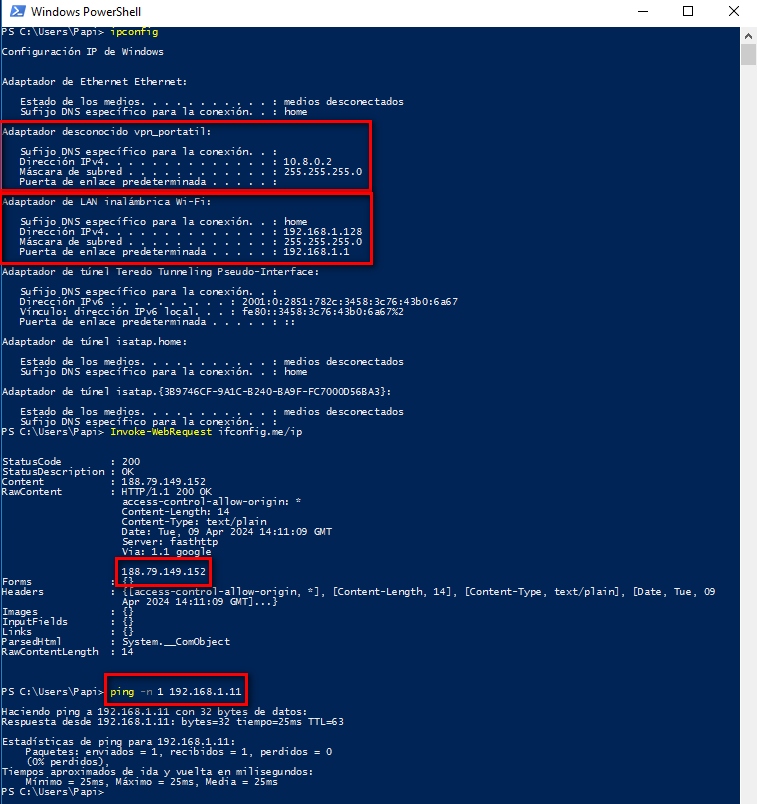 Windows PowerShell
PS C:\Users\Papi> ipconfig
Configuración IP de Windows
Adaptador de Ethernet Ethernet:
Estado de los medios. . . . . . . . . . . : medios desconectados
Sufijo DNS específico para la conexión. . : home
Adaptador desconocido vpn_portatil:
Sufijo DNS específico para la conexión. . :
Dirección IPv4. . . . . . . . . . . . . . : 10.8.0.2
Máscara de subred . . . . . . . . . . . . : 255.255.255.0
Puerta de enlace predeterminada . . . . . :
Adaptador de LAN inalámbrica Wi-Fi:
Sufijo DNS específico para la conexión. . : home
Dirección IPv4. . . . . . . . . . . . . . : 192.168.1.128
Máscara de subred . . . . . . . . . . . . : 255.255.255.0
Puerta de enlace predeterminada . . . . . : 192.168.1.1
Adaptador de túnel Teredo Tunneling Pseudo-Interface:
Sufijo DNS específico para la conexión. . :
Dirección IPv6 . . . . . . . . . . : 2001:0:2851:782c:3458:3c76:43b0:6a67
Vínculo: dirección IPv6 local. . . : fe80::3458:3c76:43b0:6a67%2
Puerta de enlace predeterminada . . . . . : ::
Adaptador de túnel isatap.home:
Estado de los medios. . . . . . . . . . . : medios desconectados
Sufijo DNS específico para la conexión. . : home
Adaptador de túnel isatap.{3B9746CF-9A1C-B240-BA9F-FC7000D56BA3}:
Estado de los medios. . . . . . . . . . . : medios desconectados
Sufijo DNS específico para la conexión. . :
PS C:\Users\Papi> Invoke-WebRequest ifconfig.me/ip
StatusCode : 200
StatusDescription : OK
Content : 188.79.149.152
RawContent : HTTP/1.1 200 OK
access-control-allow-origin: *
Content-Length: 14
Content-Type: text/plain
Date: Tue, 09 Apr 2024 14:11:09 GMT
Server: fasthttp
Via: 1.1 google
188.79.149.152
Forms : {}
Headers : {[access-control-allow-origin, *], [Content-Length, 14], [Content-Type, text/plain], [Date, Tue, 09
Apr 2024 14:11:09 GMT]...}
Images : {}
InputFields : {}
Links : {}
ParsedHtml : System.__ComObject
RawContentLength : 14
PS C:\Users\Papi> ping -n 1 192.168.1.11
Haciendo ping a 192.168.1.11 con 32 bytes de datos:
Respuesta desde 192.168.1.11: bytes=32 tiempo=25ms TTL=63
Estadísticas de ping para 192.168.1.11:
Paquetes: enviados = 1, recibidos = 1, perdidos = 0
(0% perdidos),
Tiempos aproximados de ida y vuelta en milisegundos:
Mínimo = 25ms, Máximo = 25ms, Media = 25ms
PS C:\Users\Papi>